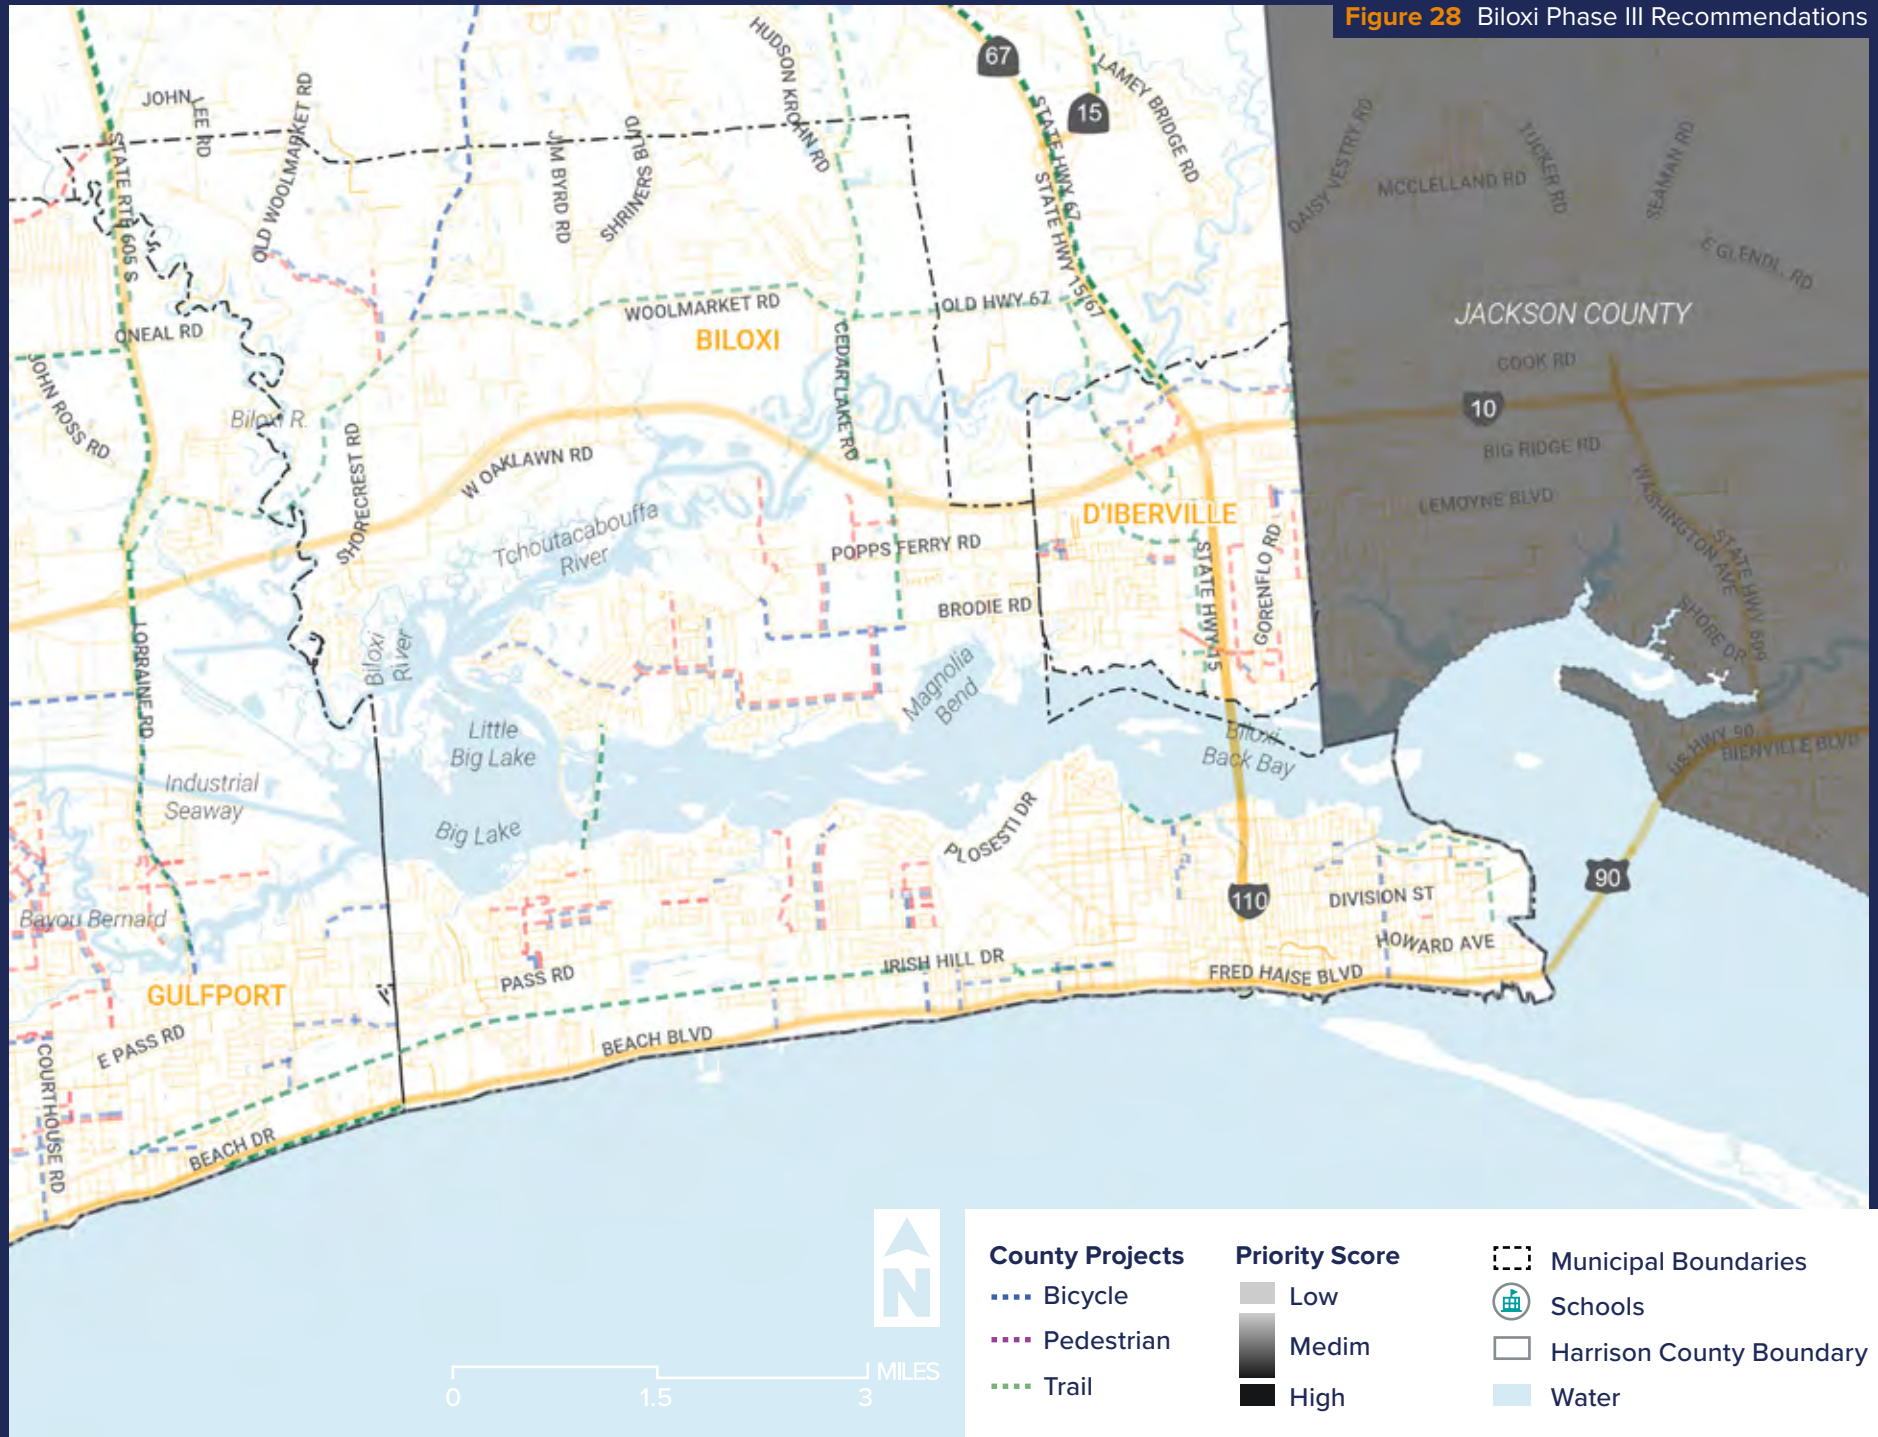 Figure 28 Biloxi Phase III Recommendations
67
15
HUDSON KROHN RD
LAMEY BRIDGE RD
JOHN LEE RD
OLD WOOLMARKET RD
STATE RTE 605 S
JIM BYRD RD
SHRINERS BLVD
STATE HWY 67
STATE HWY 67
STATE HWY 15/67
DAISY VESTRY RD
MCCLELLAND RD
TUCKER RD
SEAMAN RD
E GLENDL, RD
JACKSON COUNTY
WOOLMARKET RD
OLD HWY 67
BILOXI
ONEAL RD
JOHN ROSS RD
Biloxi R.
CEDAR LAKE RD
COOK RD
10
BIG RIDGE RD
LEMOYNE BLVD
WASHINGTON AVE
STATE HWY 609
SHORE DR
SHORECREST RD
W OAKLAWN RD
Tchoutacabouffa
River
D'IBERVILLE
POPPS FERRY RD
BRODIE RD
STATE HWY 15
GORENFLO RD
LORRAINE RD
Biloxi
River
Magnolia
Bend
Little
Big Lake
Biloxi
Back Bay
US HWY 90
BIENVILLE BLVD
Industrial
Seaway
Big Lake
PLOSESTI DR
90
110
DIVISION ST
HOWARD AVE
Bayou Bernard
GULFPORT
PASS RD
IRISH HILL DR
FRED HAISE BLVD
E PASS RD
BEACH BLVD
COURTHOUSE RD
BEACH DR
N
0 1.5 3 MILES
County Projects
Bicycle
Pedestrian
Trail
Priority Score
Low
Medim
High
Municipal Boundaries
Schools
Harrison County Boundary
Water